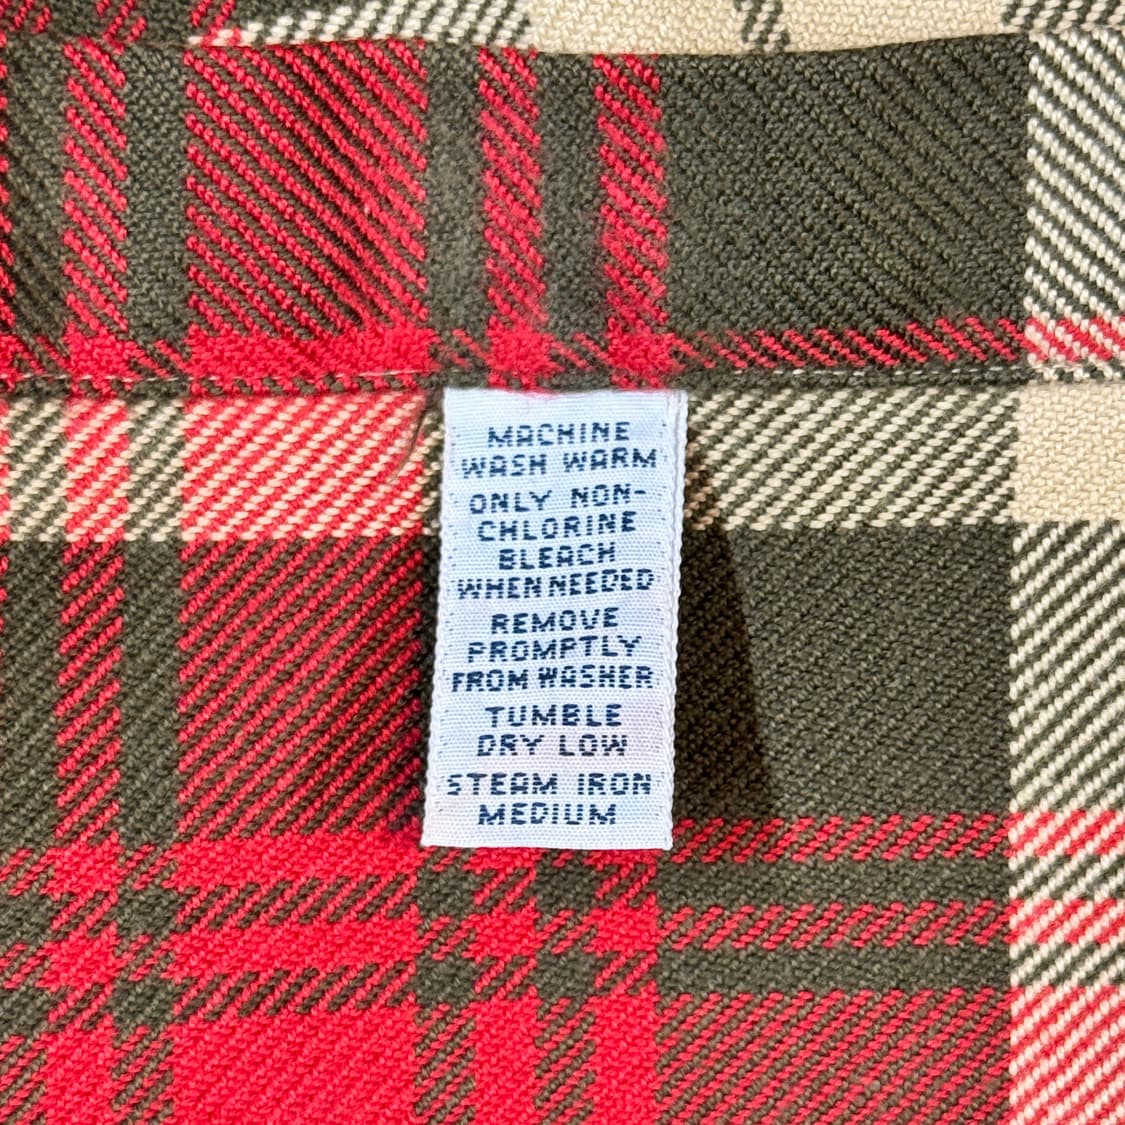 MACHINE
WASH WARM
ONLY NON-
CHLORINE
BLEACH
WHEN NEEDED
REMOVE
PROMPTLY
FROM WASHER
TUMBLE
DRY LOW
STEAM IRON
MEDIUM